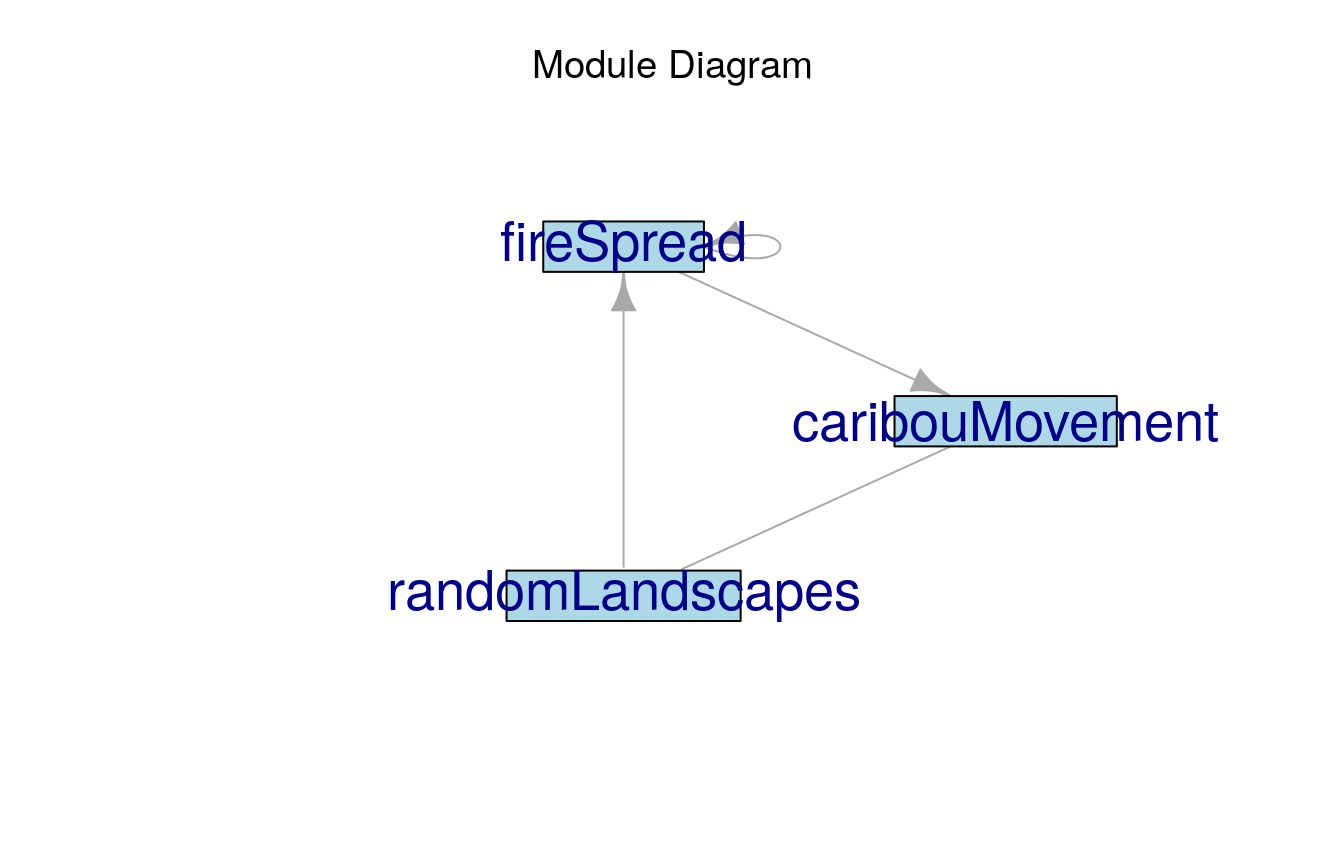 Module Diagram
fireSpread
caribouMovement
randomLandscapes